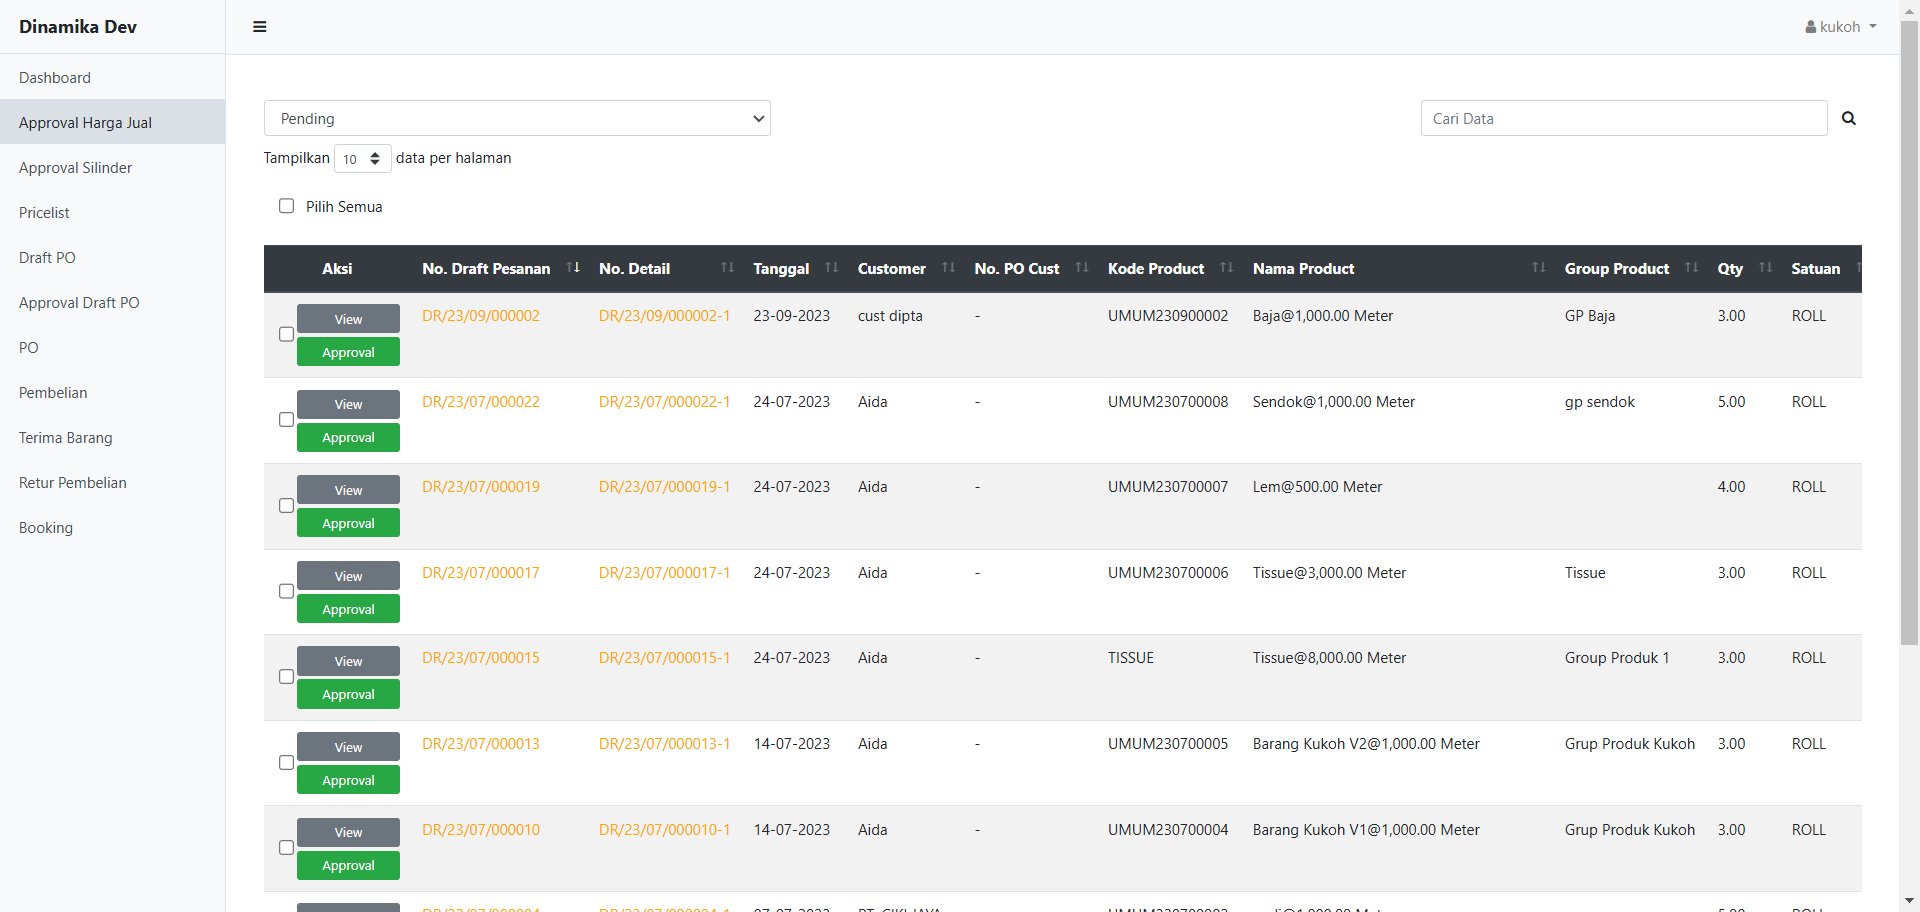 Dinamika Dev
kukoh
Dashboard
Approval Harga Jual
Approval Silinder
Pricelist
Draft PO
Approval Draft PO
PO
Pembelian
Terima Barang
Retur Pembelian
Booking
Pending
Cari Data
Tampilkan 10 data per halaman
Pilih Semua
Aksi No. Draft Pesanan No. Detail Tanggal Customer No. PO Cust Kode Product Nama Product Group Product Qty Satuan
View
Approval
DR/23/09/000002 DR/23/09/000002-1 23-09-2023 cust dipta - UMUM230900002 Baja@1,000.00 Meter GP Baja 3.00 ROLL
View
Approval
DR/23/07/000022 DR/23/07/000022-1 24-07-2023 Aida - UMUM230700008 Sendok@1,000.00 Meter gp sendok 5.00 ROLL
View
Approval
DR/23/07/000019 DR/23/07/000019-1 24-07-2023 Aida - UMUM230700007 Lem@500.00 Meter 4.00 ROLL
View
Approval
DR/23/07/000017 DR/23/07/000017-1 24-07-2023 Aida - UMUM230700006 Tissue@3,000.00 Meter Tissue 3.00 ROLL
View
Approval
DR/23/07/000015 DR/23/07/000015-1 24-07-2023 Aida - TISSUE Tissue@8,000.00 Meter Group Produk 1 3.00 ROLL
View
Approval
DR/23/07/000013 DR/23/07/000013-1 14-07-2023 Aida - UMUM230700005 Barang Kukoh V2@1,000.00 Meter Grup Produk Kukoh 3.00 ROLL
View
Approval
DR/23/07/000010 DR/23/07/000010-1 14-07-2023 Aida - UMUM230700004 Barang Kukoh V1@1,000.00 Meter Grup Produk Kukoh 3.00 ROLL